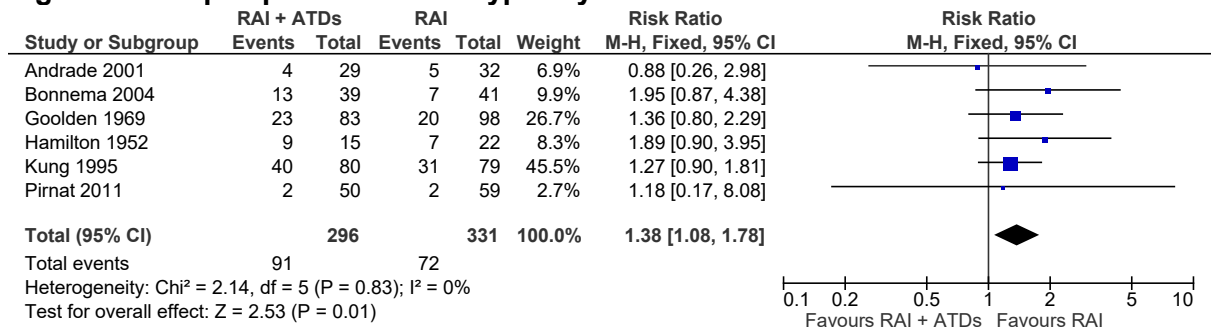 RAI + ATDs RAI Risk Ratio Risk Ratio
Study or Subgroup Events Total Events Total Weight M-H, Fixed, 95% CI M-H, Fixed, 95% CI
Andrade 2001 4 29 5 32 6.9% 0.88 [0.26, 2.98]
Bonnema 2004 13 39 7 41 9.9% 1.95 [0.87, 4.38]
Goolden 1969 23 83 20 98 26.7% 1.36 [0.80, 2.29]
Hamilton 1952 9 15 7 22 8.3% 1.89 [0.90, 3.95]
Kung 1995 40 80 31 79 45.5% 1.27 [0.90, 1.81]
Pirnat 2011 2 50 2 59 2.7% 1.18 [0.17, 8.08]
Total (95% CI) 296 331 100.0% 1.38 [1.08, 1.78]
Total events 91 72
Heterogeneity: Chi² = 2.14, df = 5 (P = 0.83); I² = 0%
Test for overall effect: Z = 2.53 (P = 0.01)
0.1 0.2 0.5 1 2 5 10
Favours RAI + ATDs Favours RAI